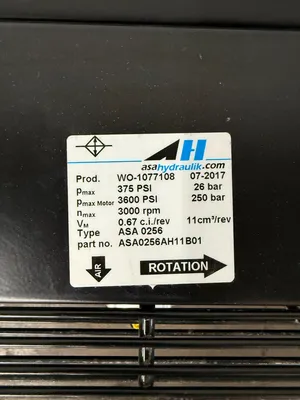 AH
asahydraulik.com
Prod. WO-1077108 07-2017
pmax 375 PSI 26 bar
pmax Motor 3600 PSI 250 bar
nmax 3000 rpm
VM 0.67 c.i./rev 11cm³/rev
Type ASA 0256
part no. ASA0256AH11B01
AIR
ROTATION